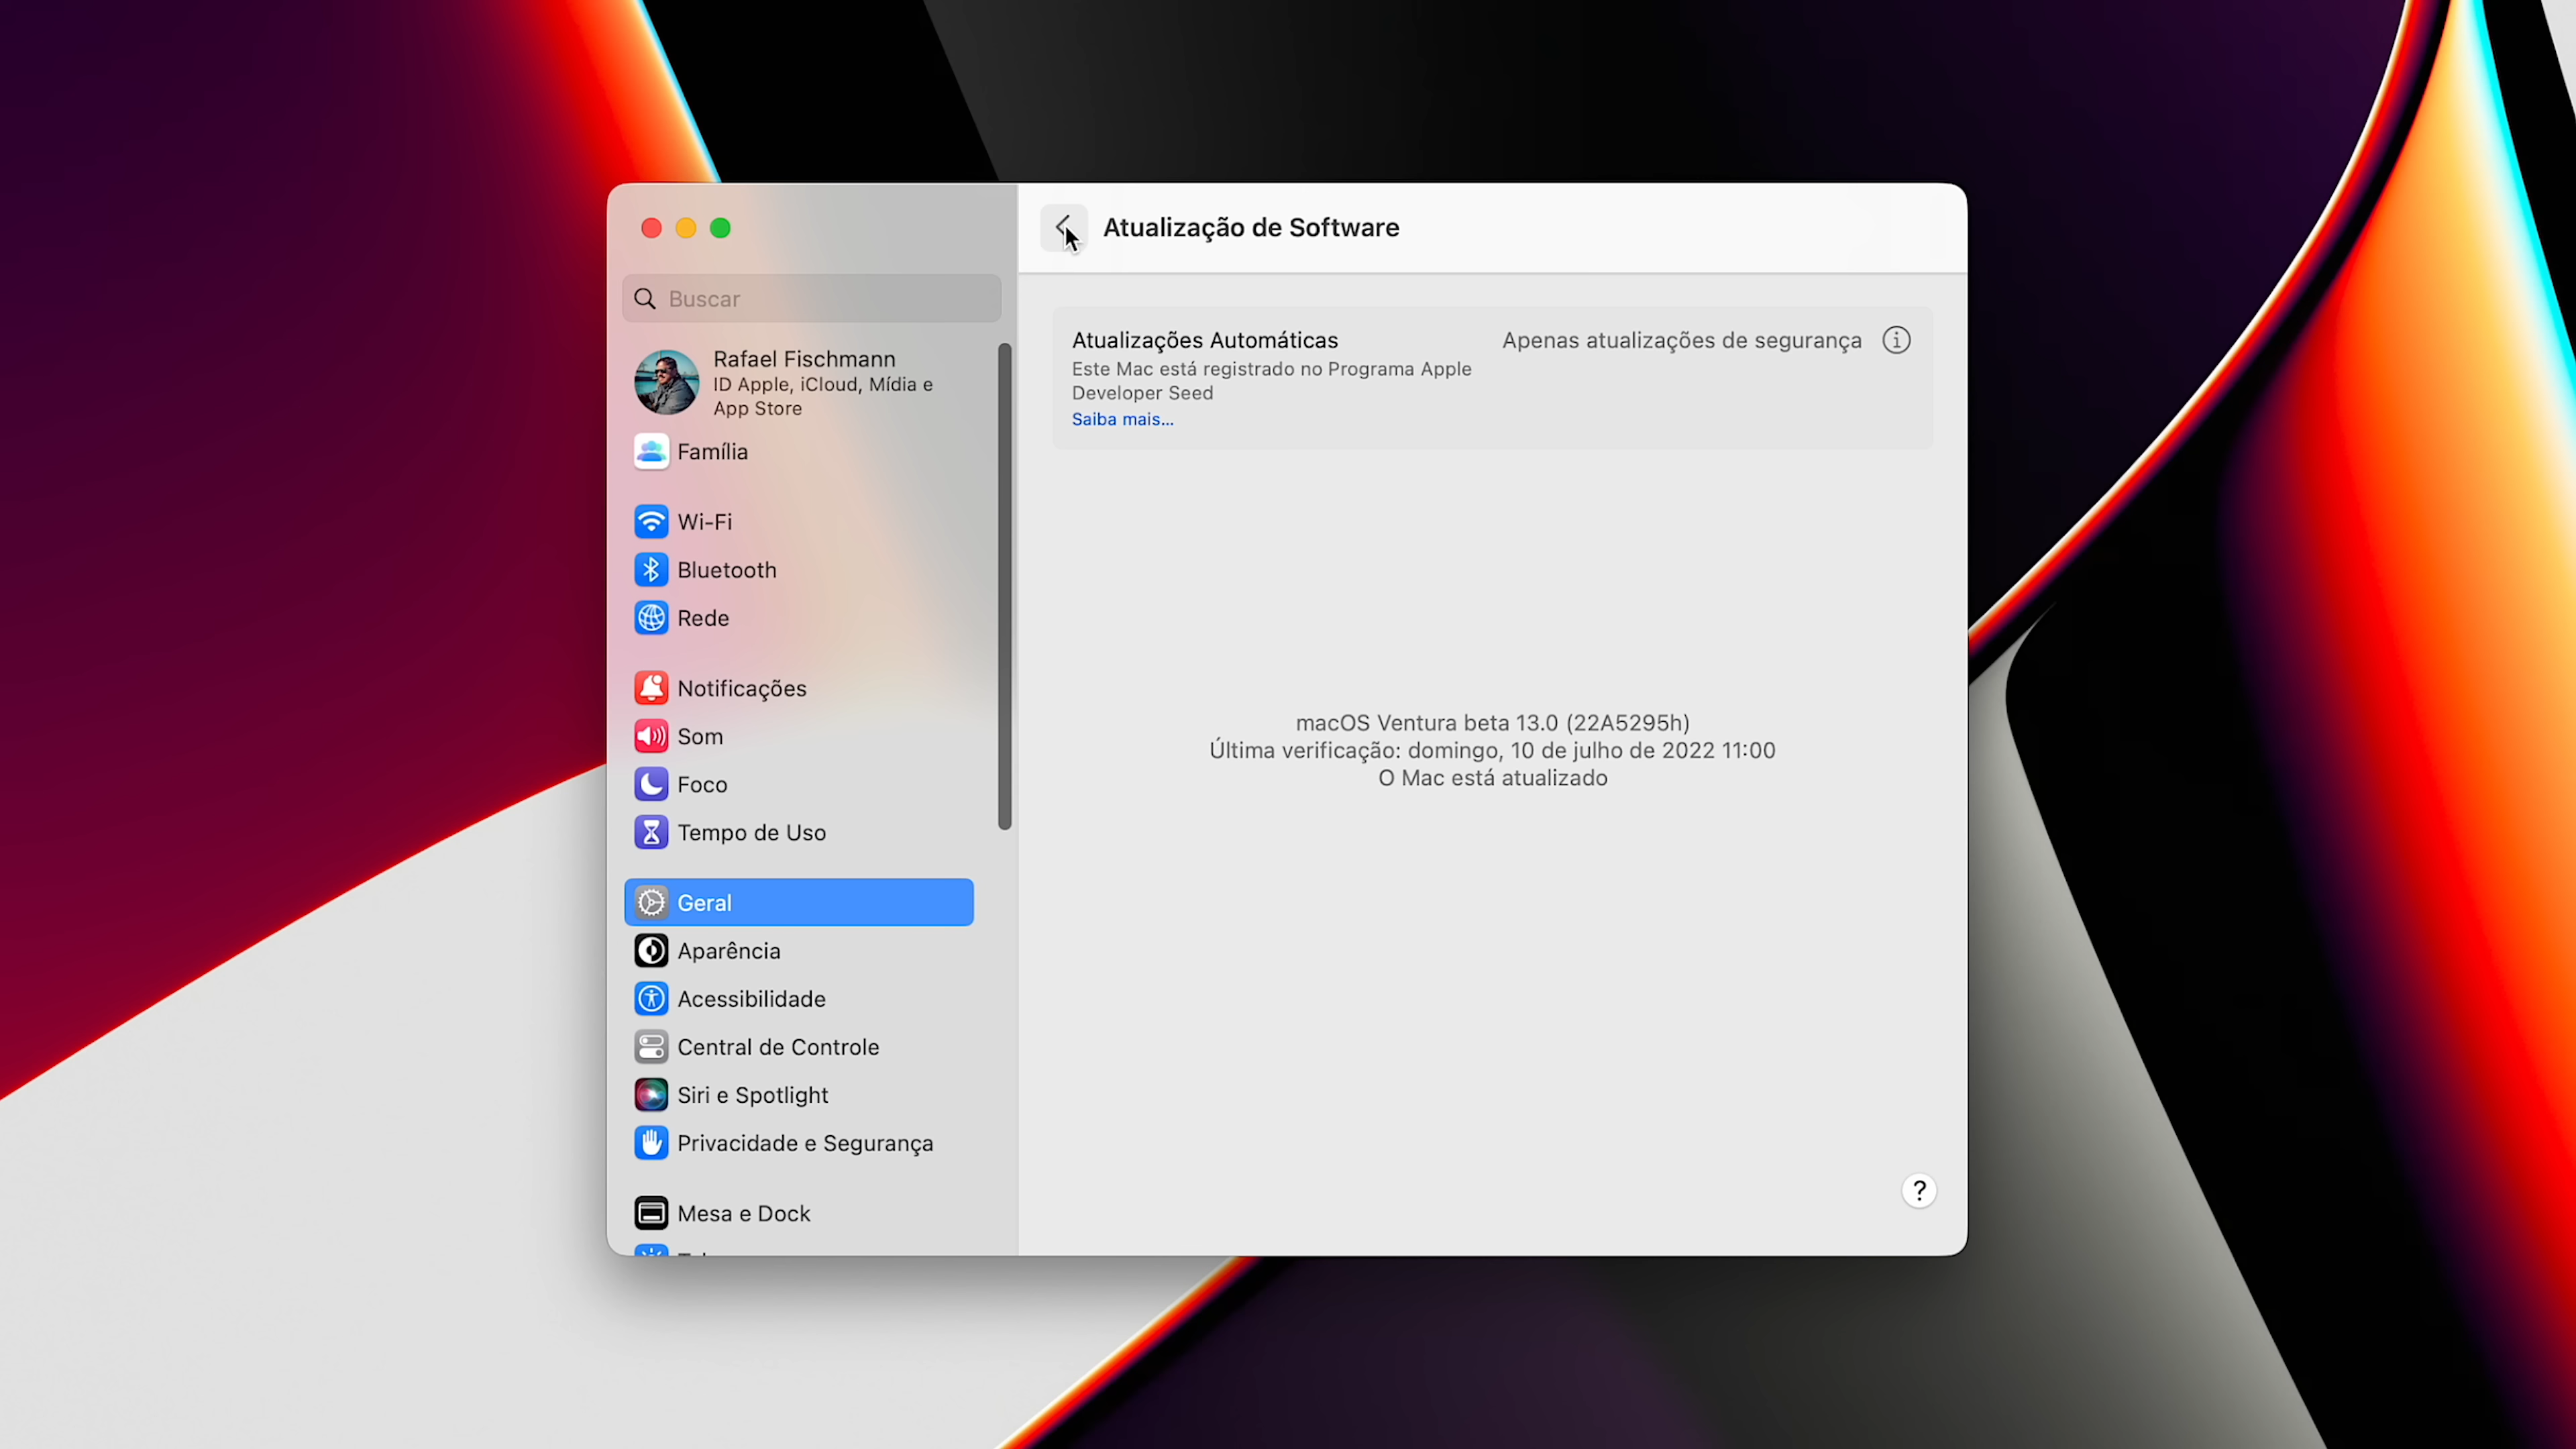 Atualização de Software
Buscar
Rafael Fischmann
ID Apple, iCloud, Mídia e
App Store
Família
Wi-Fi
Bluetooth
Rede
Notificações
Som
Foco
Tempo de Uso
Geral
Aparência
Acessibilidade
Central de Controle
Siri e Spotlight
Privacidade e Segurança
Mesa e Dock
Atualizações Automáticas
Apenas atualizações de segurança
Este Mac está registrado no Programa Apple
Developer Seed
Saiba mais...
macOS Ventura beta 13.0 (22A5295h)
Última verificação: domingo, 10 de julho de 2022 11:00
O Mac está atualizado
?